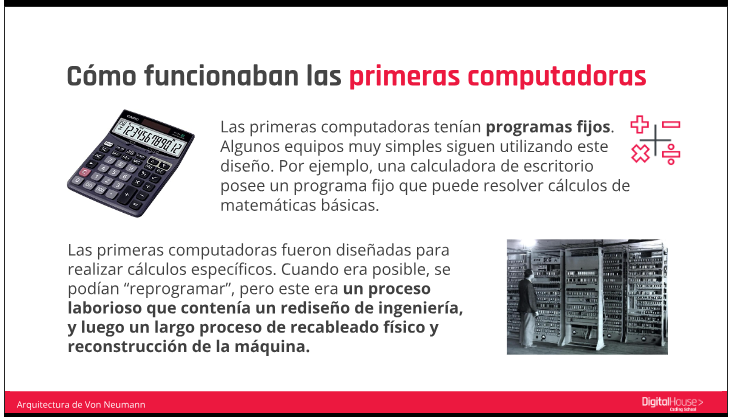 Cómo funcionaban las primeras computadoras
Las primeras computadoras tenían programas fijos.
Algunos equipos muy simples siguen utilizando este
diseño. Por ejemplo, una calculadora de escritorio
posee un programa fijo que puede resolver cálculos de
matemáticas básicas.
Las primeras computadoras fueron diseñadas para
realizar cálculos específicos. Cuando era posible, se
podían “reprogramar”, pero este era un proceso
laborioso que contenía un rediseño de ingeniería,
y luego un largo proceso de recableado físico y
reconstrucción de la máquina.
Arquitectura de Von Neumann
DigitalHouse>
Coding School